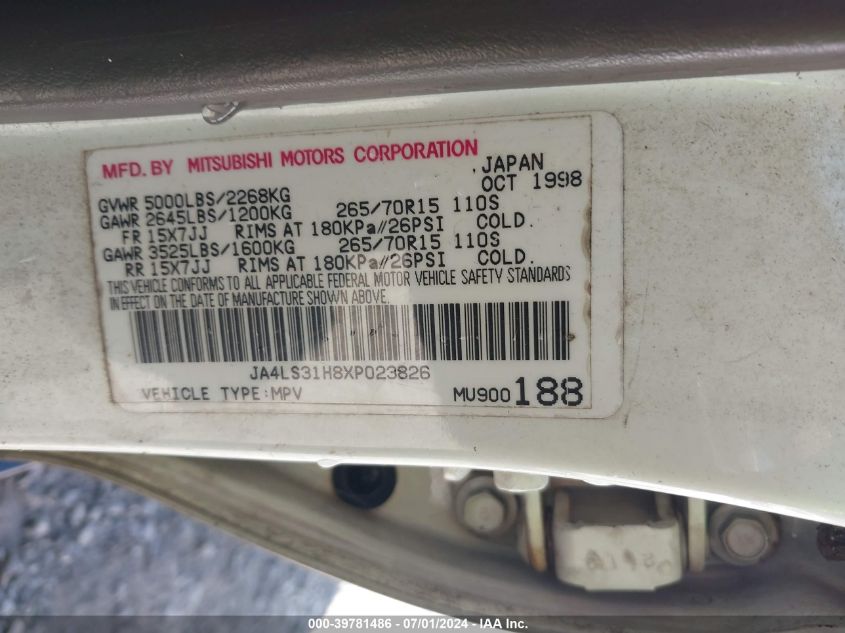 MFD. BY MITSUBISHI MOTORS CORPORATION
JAPAN
OCT 1998
GVWR 5000LBS/2268KG
GAWR 2645LBS/1200KG 265/70R15 110S
FR 15X7JJ RIMS AT 180KPa//26PSI COLD.
GAWR 3525LBS/1600KG 265/70R15 110S
RR 15X7JJ RIMS AT 180KPa//26PSI COLD.
THIS VEHICLE CONFORMS TO ALL APPLICABLE FEDERAL MOTOR VEHICLE SAFETY STANDARDS
IN EFFECT ON THE DATE OF MANUFACTURE SHOWN ABOVE.
JA4LS31H8XP023826
VEHICLE TYPE:MPV MU900188
000-39781486 - 07/01/2024 - IAA Inc.